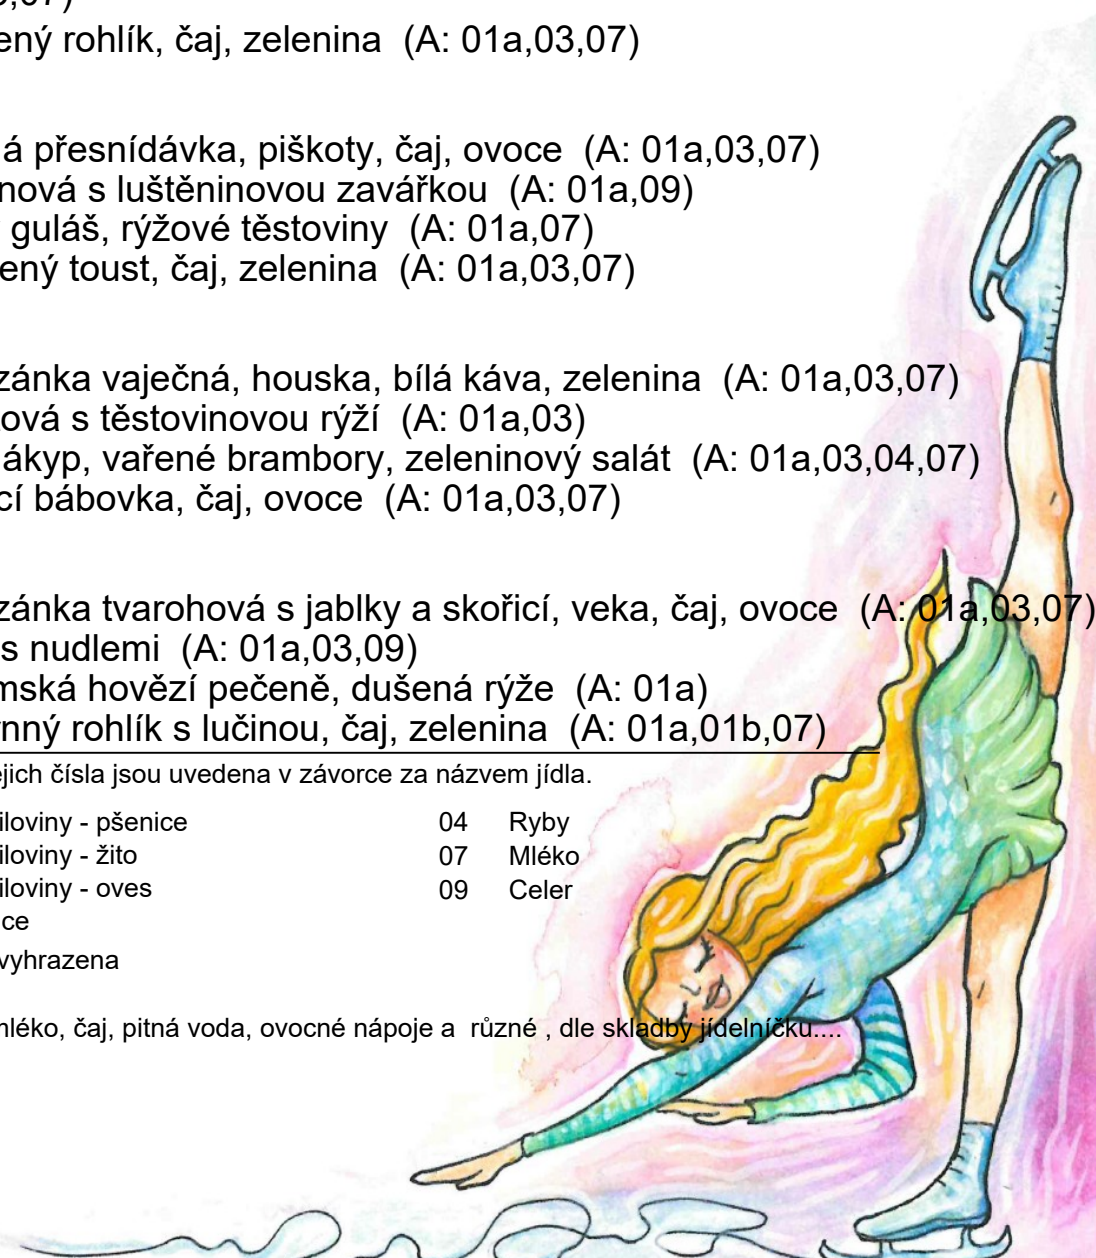 ený rohlík, čaj, zelenina (A: 01a,03,07)
á přesnídávka, piškoty, čaj, ovoce (A: 01a,03,07)
nová s luštěninovou zavářkou (A: 01a,09)
guláš, rýžové těstoviny (A: 01a,07)
ený toust, čaj, zelenina (A: 01a,03,07)
zánka vaječná, houska, bílá káva, zelenina (A: 01a,03,07)
ová s těstovinovou rýží (A: 01a,03)
ákyp, vařené brambory, zeleninový salát (A: 01a,03,04,07)
cí bábovka, čaj, ovoce (A: 01a,03,07)
zánka tvarohová s jablky a skořicí, veka, čaj, ovoce (A: 01a,03,07)
s nudlemi (A: 01a,03,09)
mská hovězí pečeně, dušená rýže (A: 01a)
rnný rohlík s lučinou, čaj, zelenina (A: 01a,01b,07)
ejich čísla jsou uvedena v závorce za názvem jídla.
iloviny - pšenice 04 Ryby
iloviny - žito 07 Mléko
iloviny - oves 09 Celer
ce
vyhrazena
mléko, čaj, pitná voda, ovocné nápoje a různé , dle skladby jídelníčku....